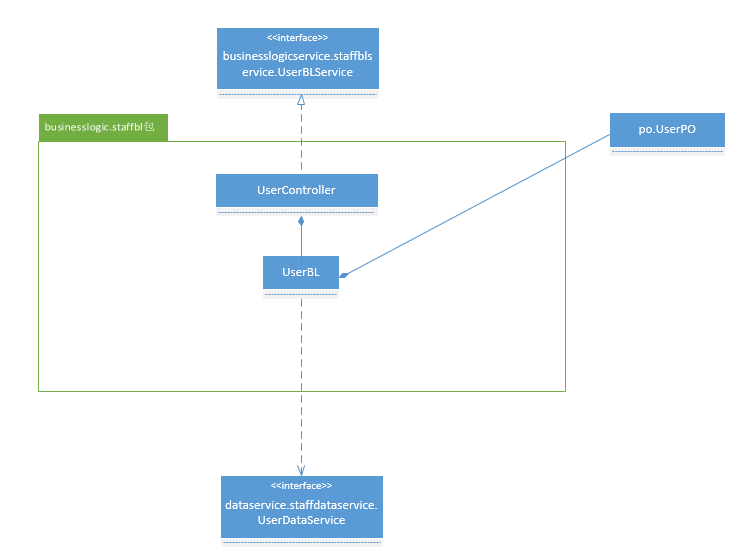 <<interface>>
businesslogicservice.staffbls
ervice.UserBLService
businesslogic.staffbl包
po.UserPO
UserController
UserBL
<<interface>>
dataservice.staffdataservice.
UserDataService